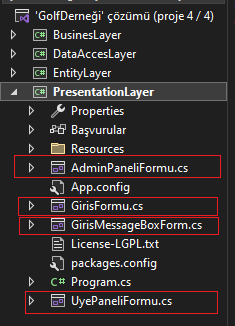 'GolfDerneği' çözümü (proje 4 / 4)
C# BusinesLayer
C# DataAccesLayer
C# EntityLayer
C# PresentationLayer
Properties
Başvurular
Resources
AdminPaneliFormu.cs
App.config
GirisFormu.cs
GirisMessageBoxForm.cs
License-LGPL.txt
packages.config
C# Program.cs
UyePaneliFormu.cs